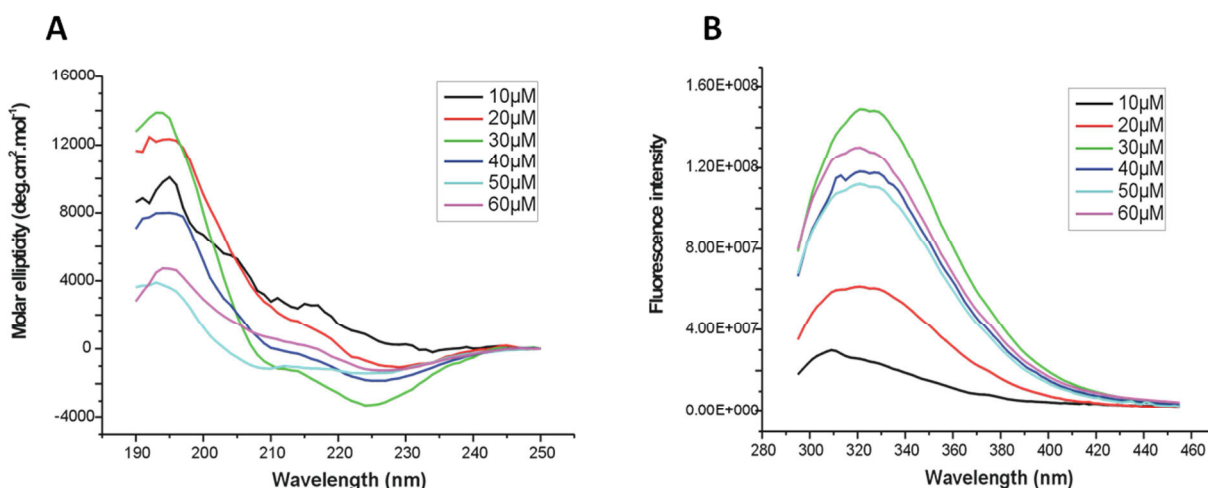 A
Molar ellipticity (deg.cm².mol⁻¹)
16000
12000
8000
4000
0
-4000
10µM
20µM
30µM
40µM
50µM
60µM
190 200 210 220 230 240 250
Wavelength (nm)
B
Fluorescence intensity
1.60E+008
1.20E+008
8.00E+007
4.00E+007
0.00E+000
10µM
20µM
30µM
40µM
50µM
60µM
280 300 320 340 360 380 400 420 440 460
Wavelength (nm)